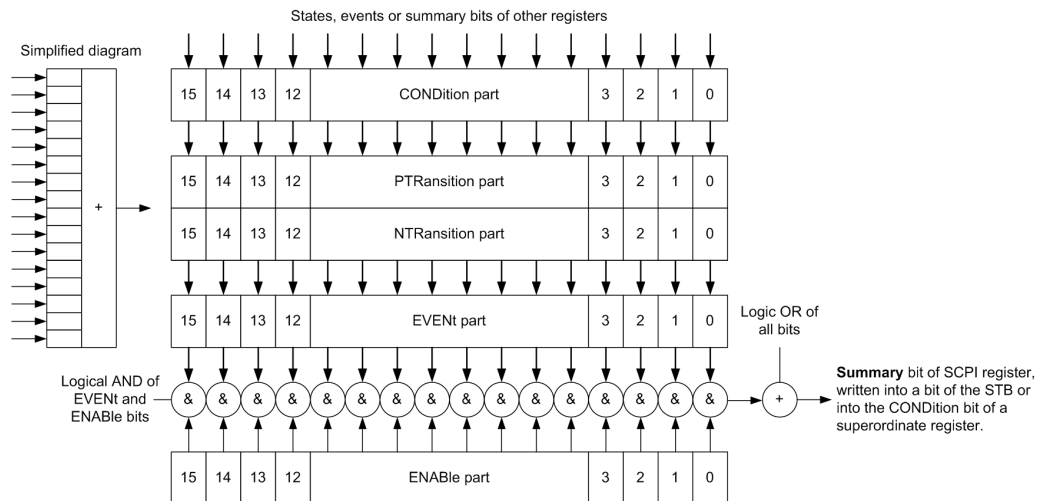 States, events or summary bits of other registers
Simplified diagram
15 14 13 12 CONDition part 3 2 1 0
15 14 13 12 PTRansition part 3 2 1 0
+
15 14 13 12 NTRansition part 3 2 1 0
15 14 13 12 EVENt part 3 2 1 0
Logic OR of
all bits
Logical AND of
EVENt and
ENABle bits
& & & & & & & & & & & & & & & &
+
Summary bit of SCPI register,
written into a bit of the STB or
into the CONDition bit of a
superordinate register.
15 14 13 12 ENABle part 3 2 1 0